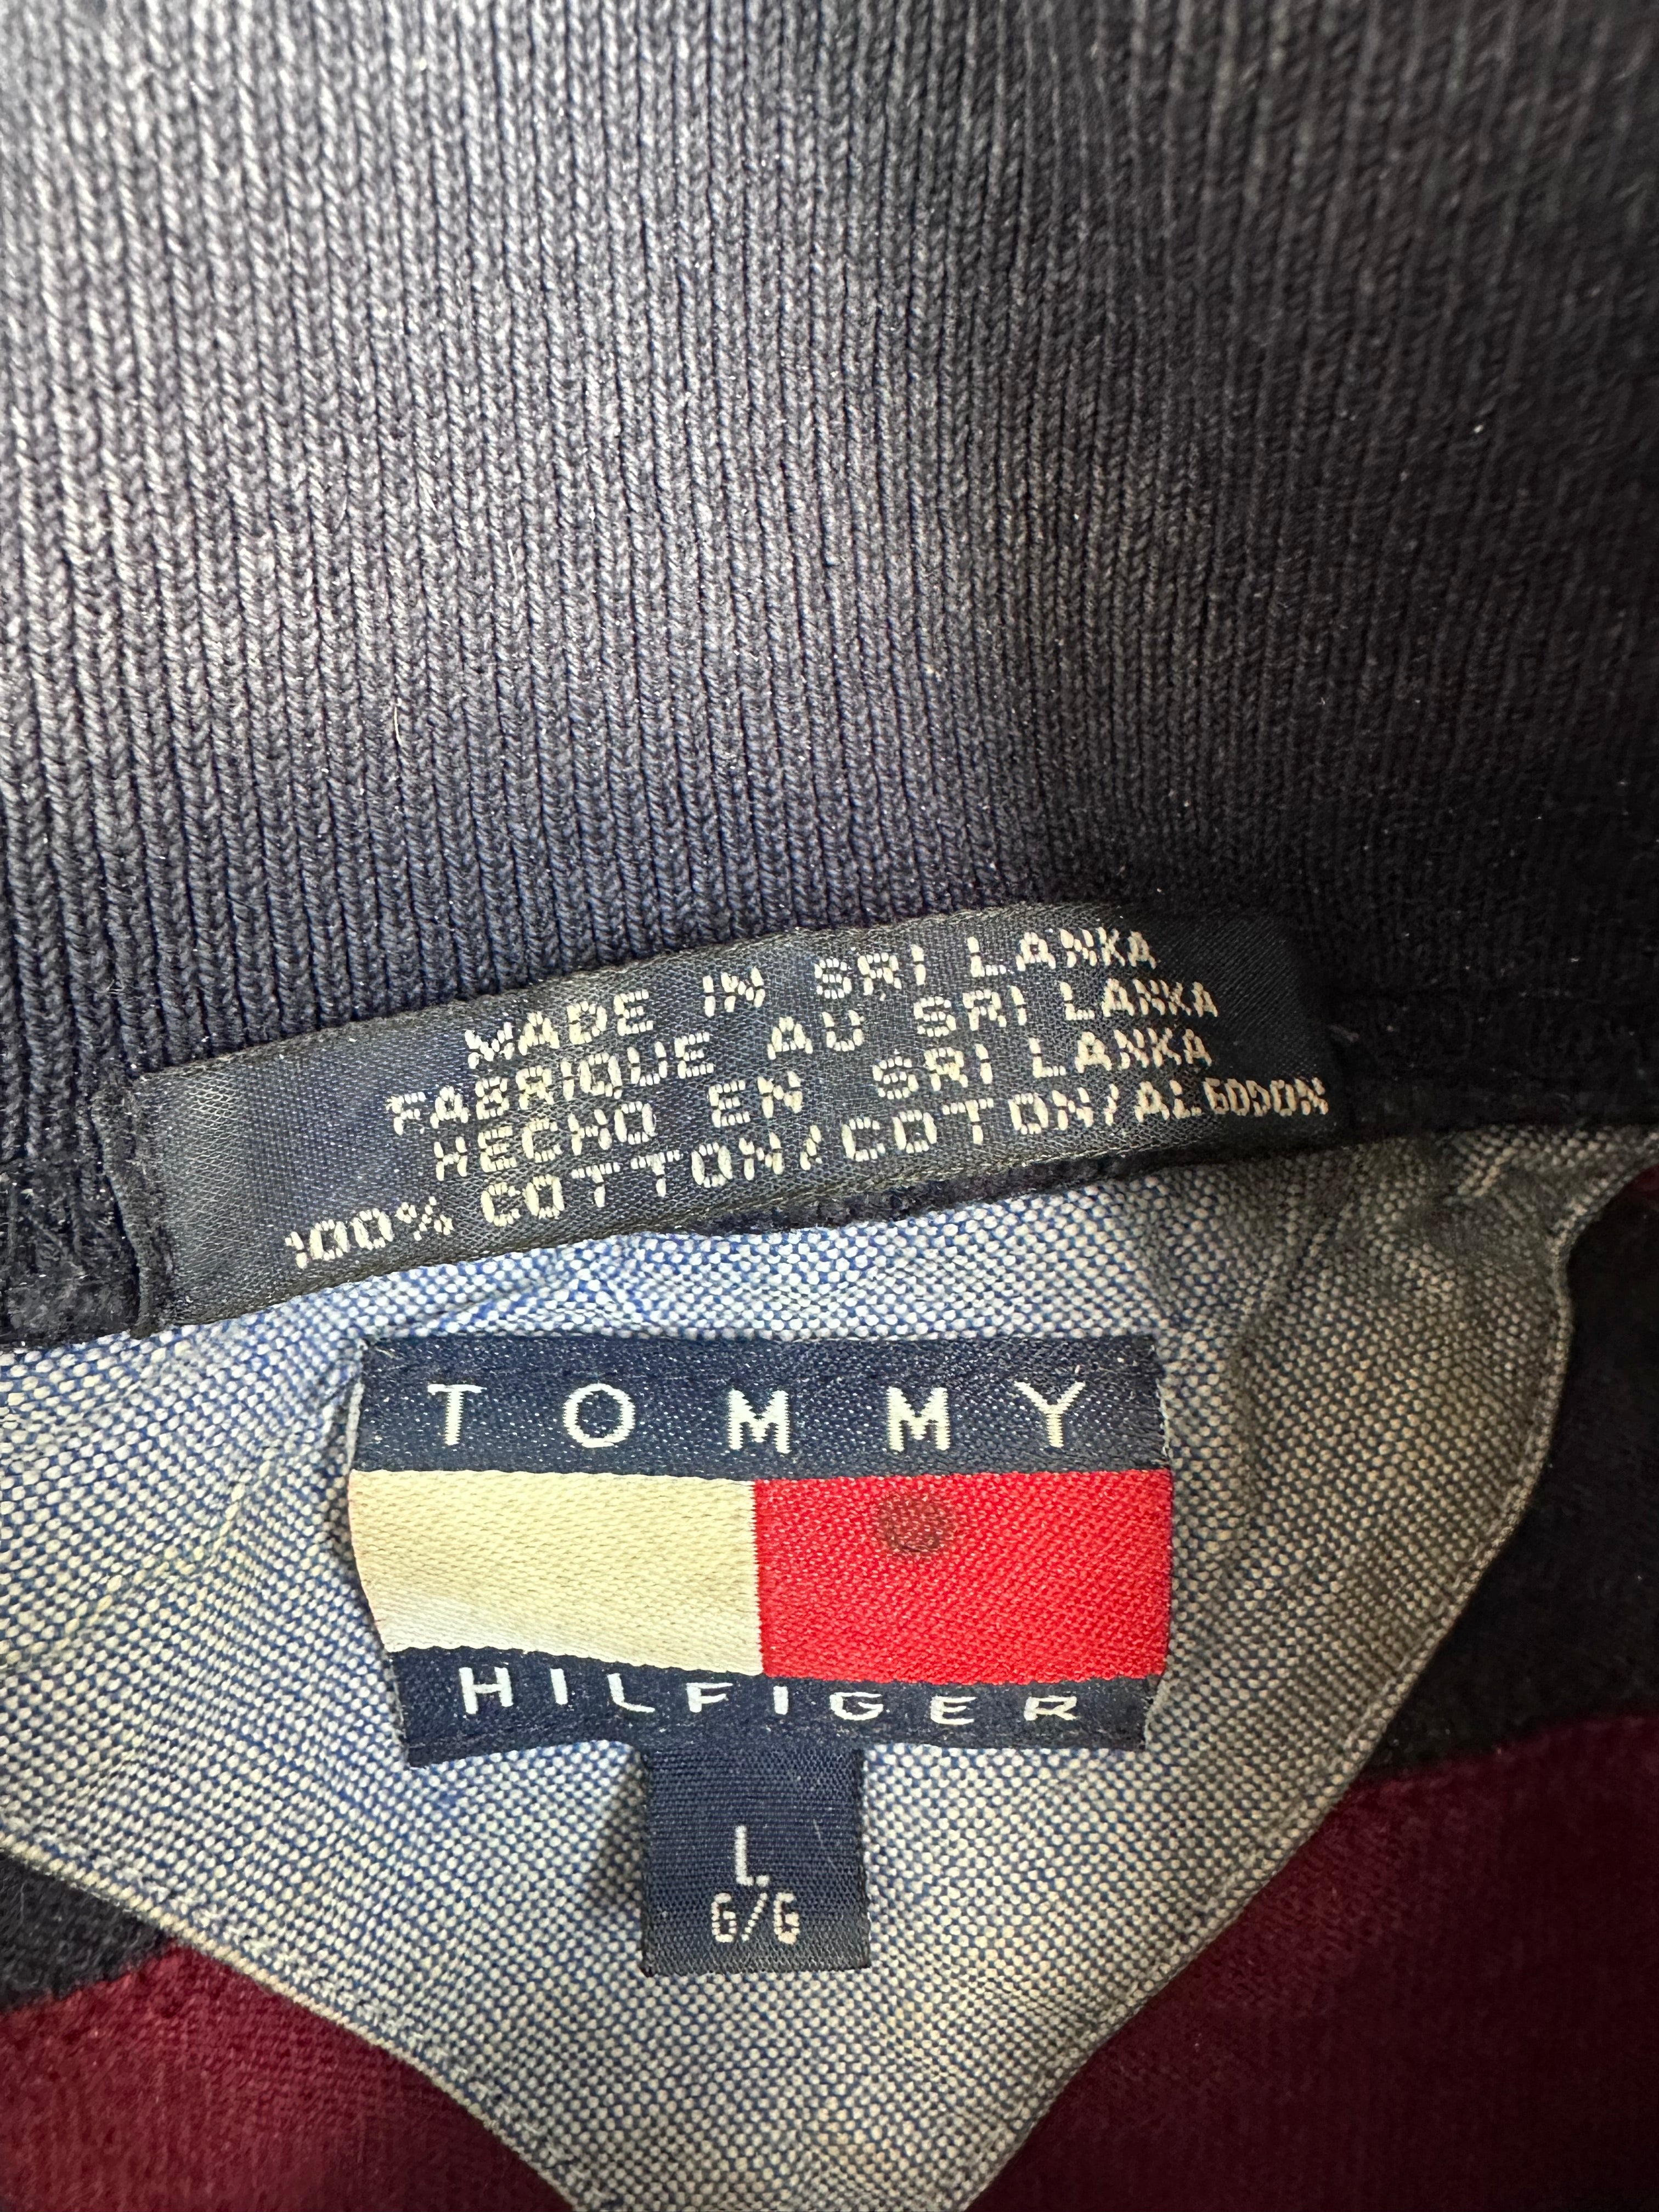 MADE IN SRI LANKA
FABRIQUE AU SRI LANKA
HECHO EN SRI LANKA
100% COTTON/COTON/ALGODON
TOMMY
HILFIGER
L
G/G